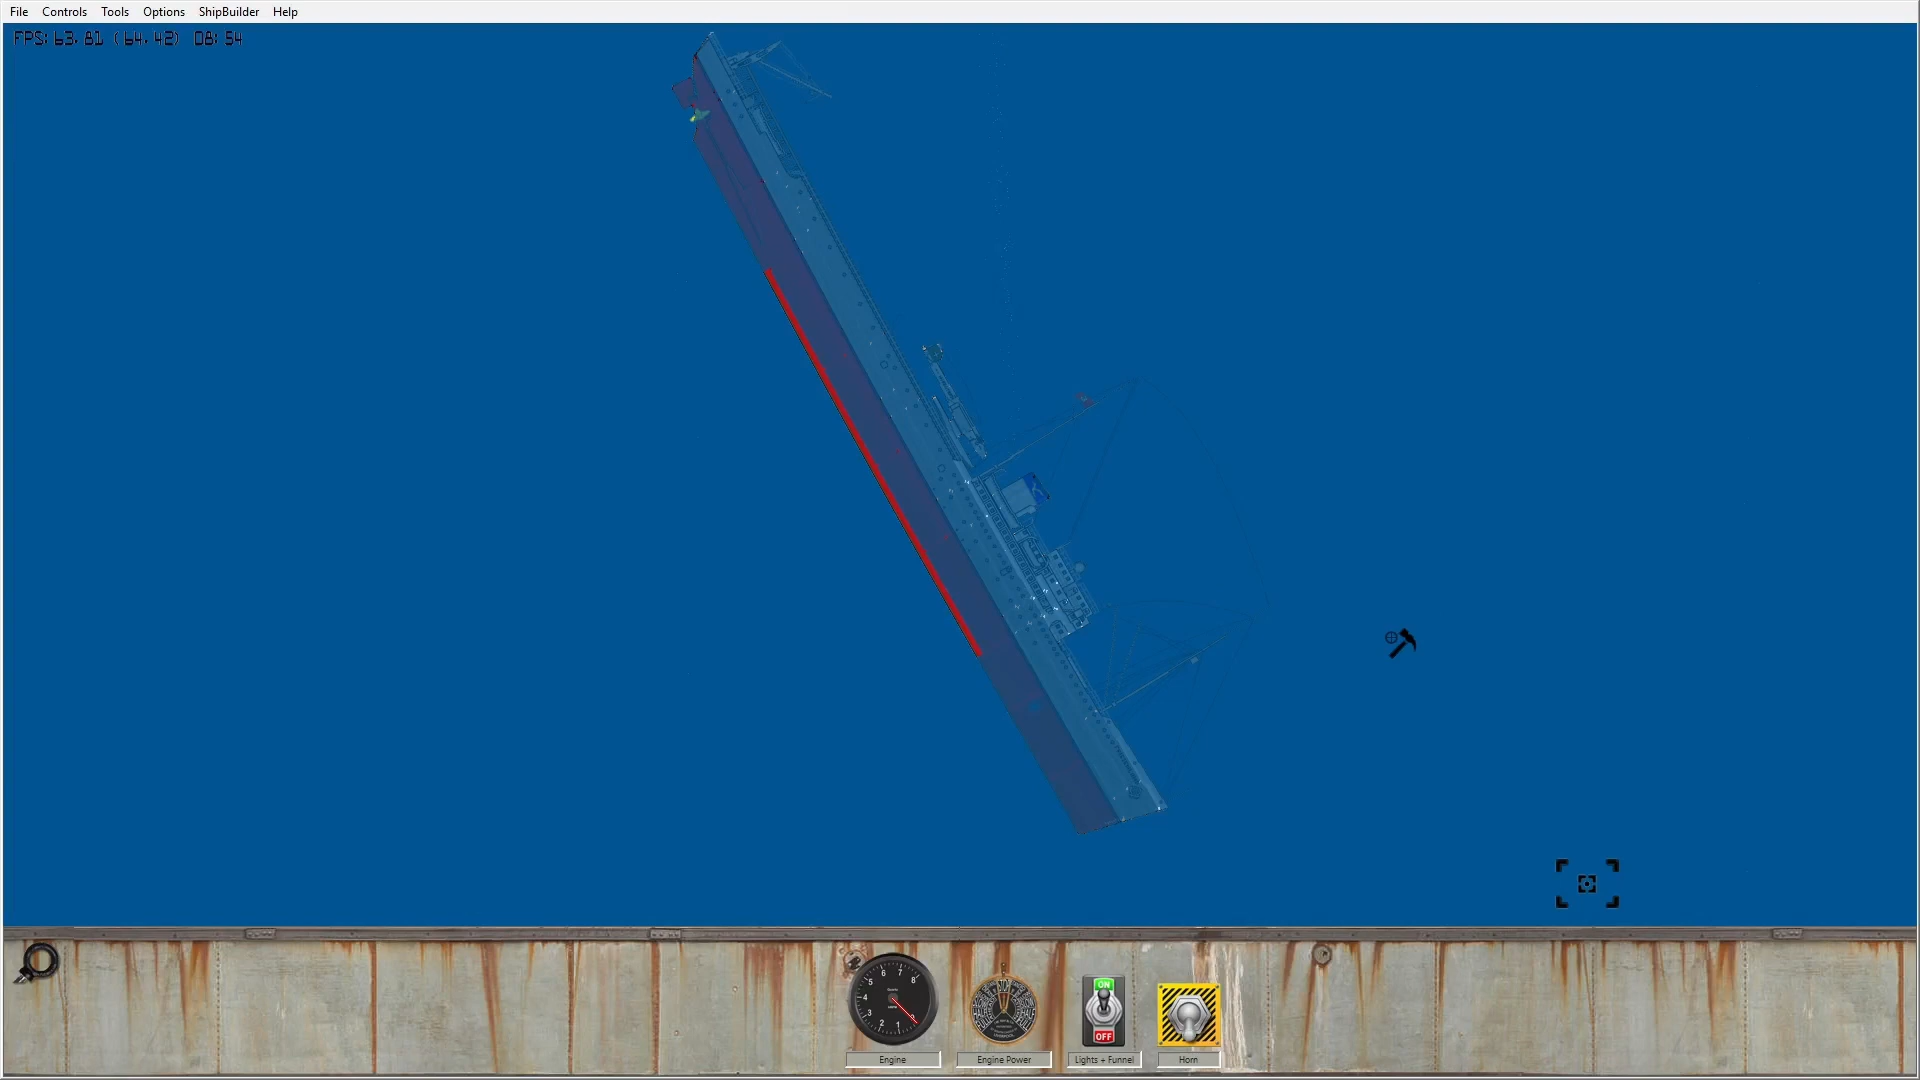 File Controls Tools Options ShipBuilder Help
FPS: 63.81 (64.42) 08:54
ON
OFF
Engine
Engine Power
Lights + Funnel
Horn